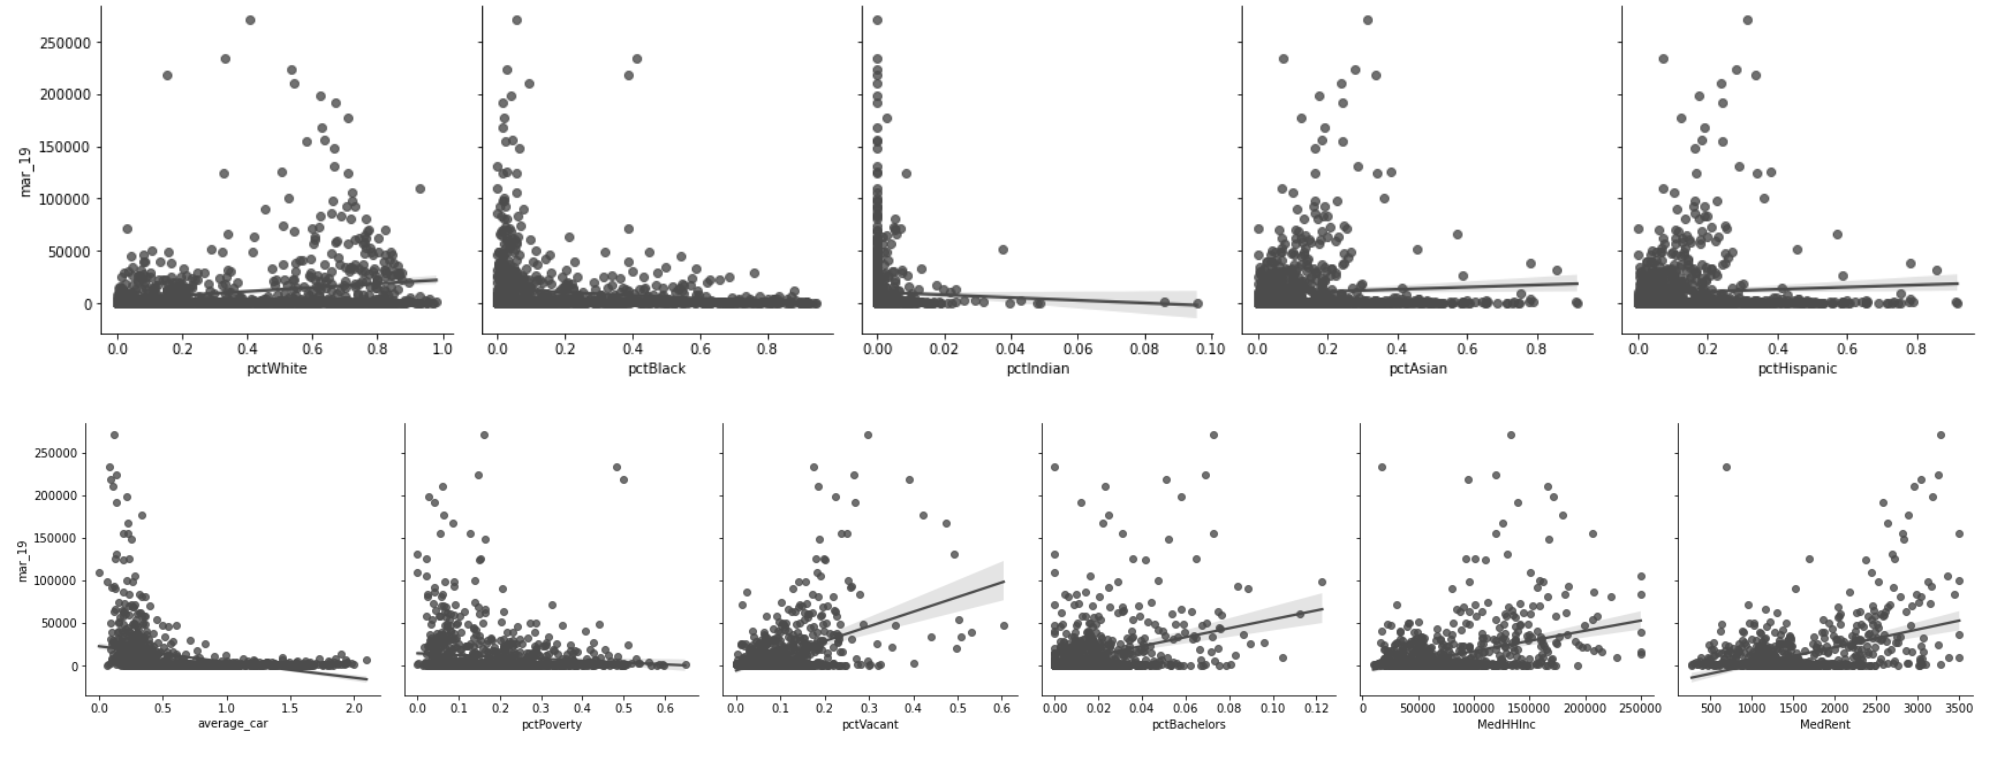 250000
200000
150000
100000
50000
0
mar_19
0.0 0.2 0.4 0.6 0.8 1.0
pctWhite
0.0 0.2 0.4 0.6 0.8
pctBlack
0.00 0.02 0.04 0.06 0.08 0.10
pctIndian
0.0 0.2 0.4 0.6 0.8
pctAsian
0.0 0.2 0.4 0.6 0.8
pctHispanic
250000
200000
150000
100000
50000
0
mar_19
0.0 0.5 1.0 1.5 2.0
average_car
0.0 0.1 0.2 0.3 0.4 0.5 0.6
pctPoverty
0.0 0.1 0.2 0.3 0.4 0.5 0.6
pctVacant
0.00 0.02 0.04 0.06 0.08 0.10 0.12
pctBachelors
0 50000 100000 150000 200000 250000
MedHHInc
500 1000 1500 2000 2500 3000 3500
MedRent